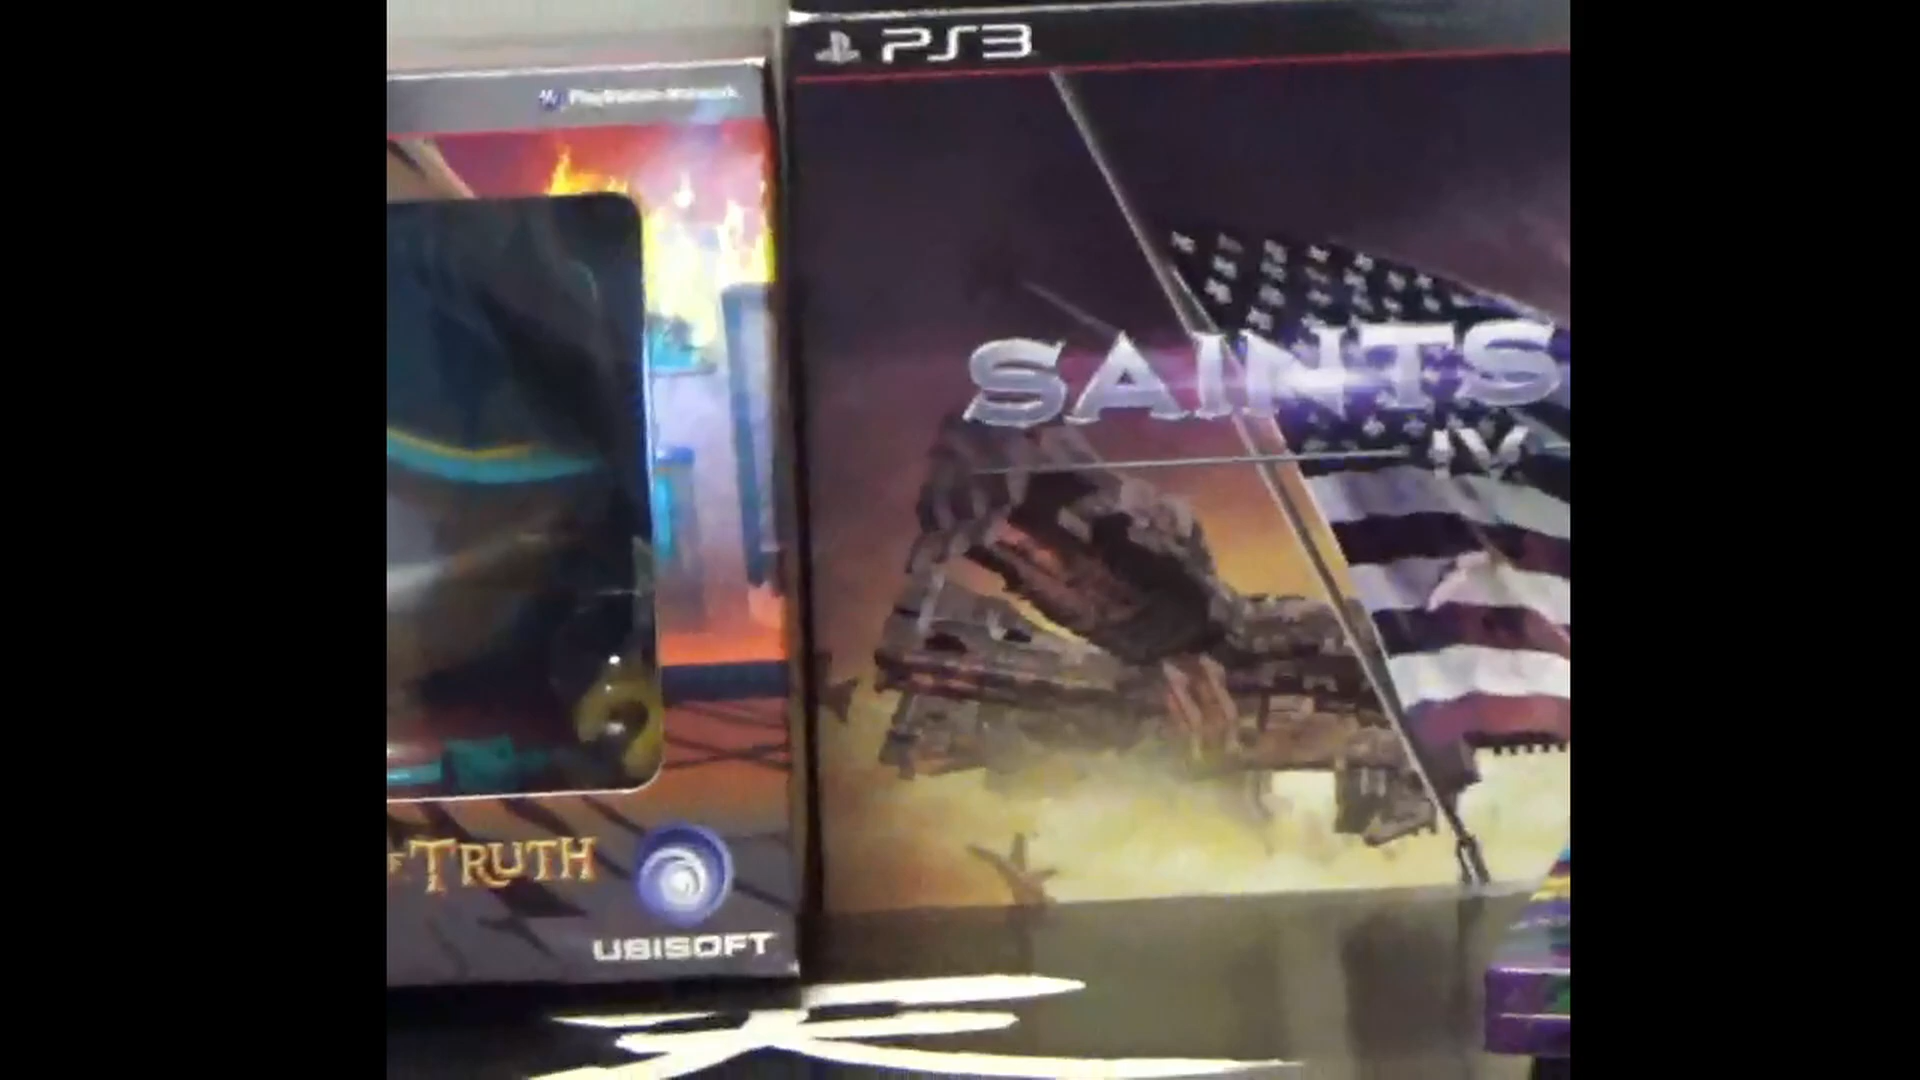 PlayStation Network
F TRUTH
UBISOFT
PS3
SAINTS
IV